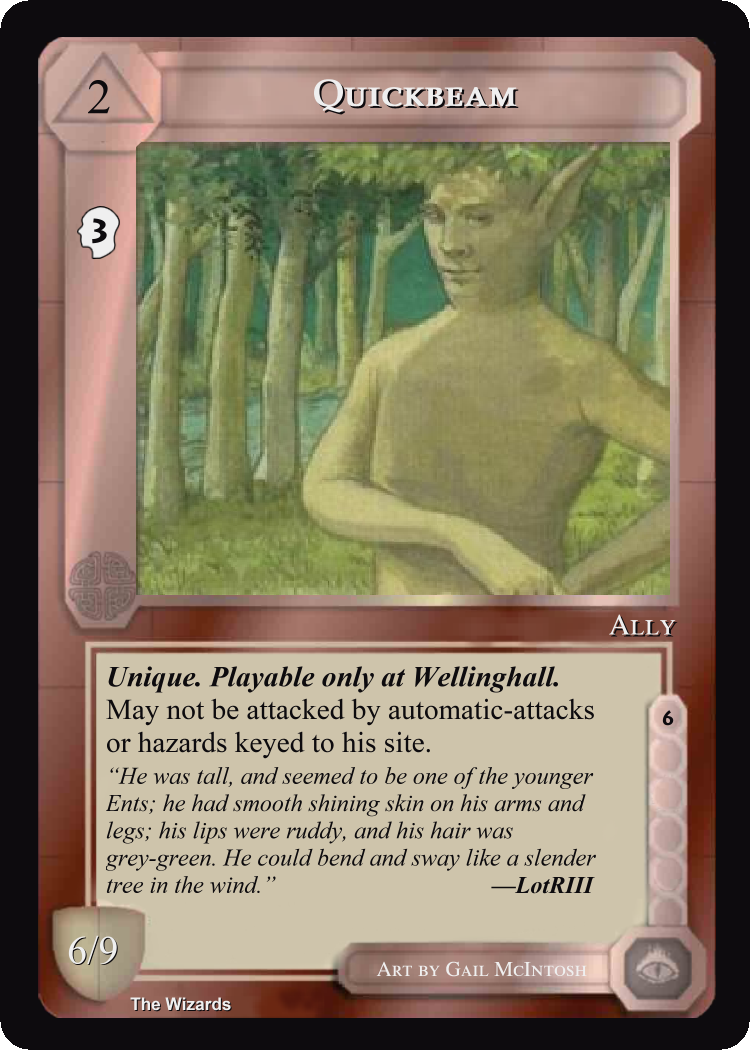 2
QUICKBEAM
3
ALLY
Unique. Playable only at Wellinghall.
May not be attacked by automatic-attacks
or hazards keyed to his site.
“He was tall, and seemed to be one of the younger
Ents; he had smooth shining skin on his arms and
legs; his lips were ruddy, and his hair was
grey-green. He could bend and sway like a slender
tree in the wind.” —LotRIII
6
6/9
ART BY GAIL MCINTOSH
The Wizards